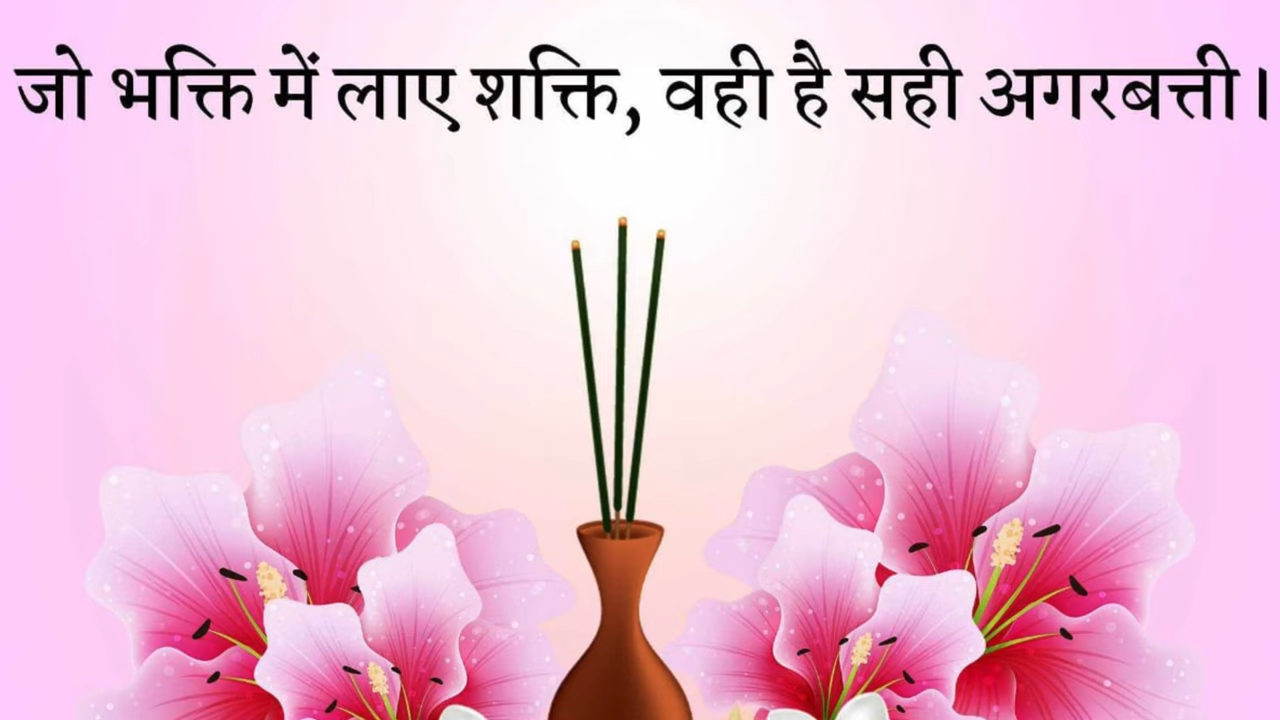 जो भक्ति में लाए शक्ति, वही है सही अगरबत्ती।